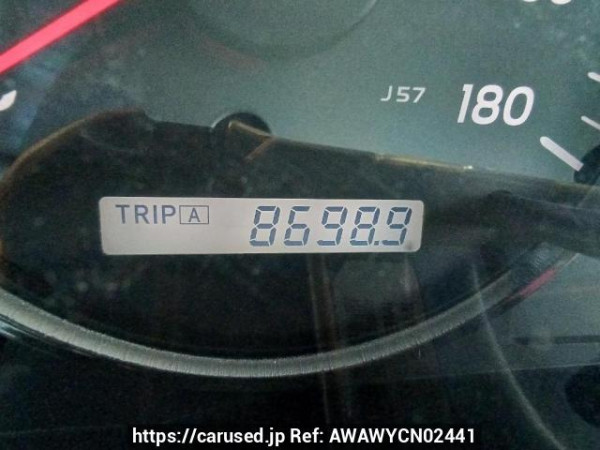 J57 180
TRIP A 8698.9
https://carused.jp Ref: AWAWYCN02441